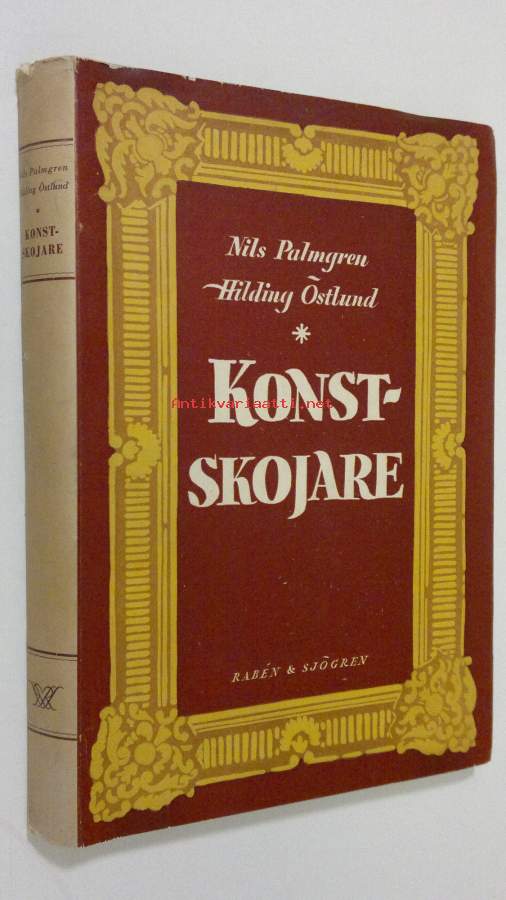 Nils Palmgren
Hilding Östlund
*
KONST-
SKOJARE
RABÉN & SJÖGREN
Nils Palmgren
Hilding Östlund
*
KONST-
SKOJARE
Antikvariaatti.net